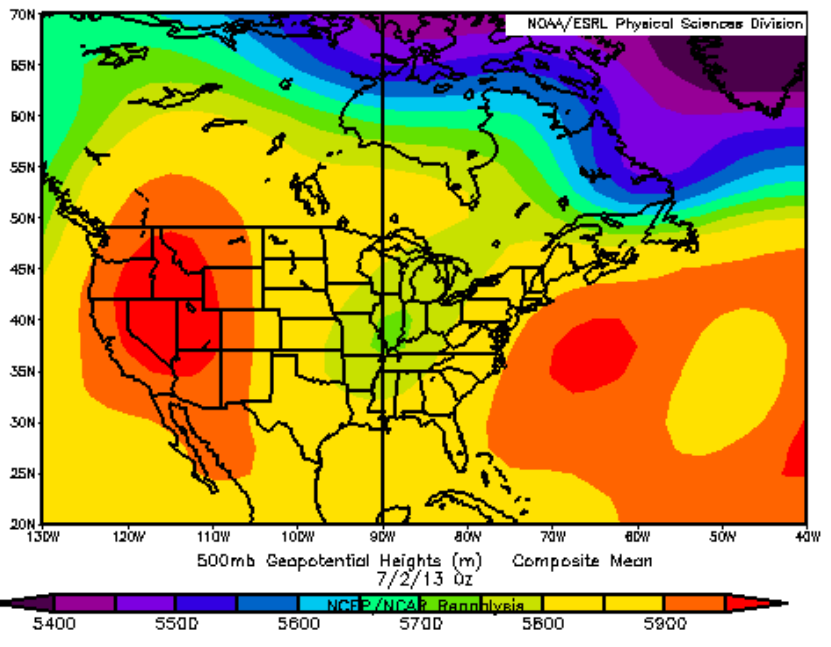 NOAA/ESRL Physical Sciences Division
70N
65N
60N
55N
50N
45N
40N
35N
30N
25N
20N
130W 120W 110W 100W 90W 80W 70W 60W 50W 40W
500mb Geopotential Heights (m) Composite Mean
7/2/13 0z
NCEP/NCAR Reanalysis
5400 5500 5600 5700 5800 5900